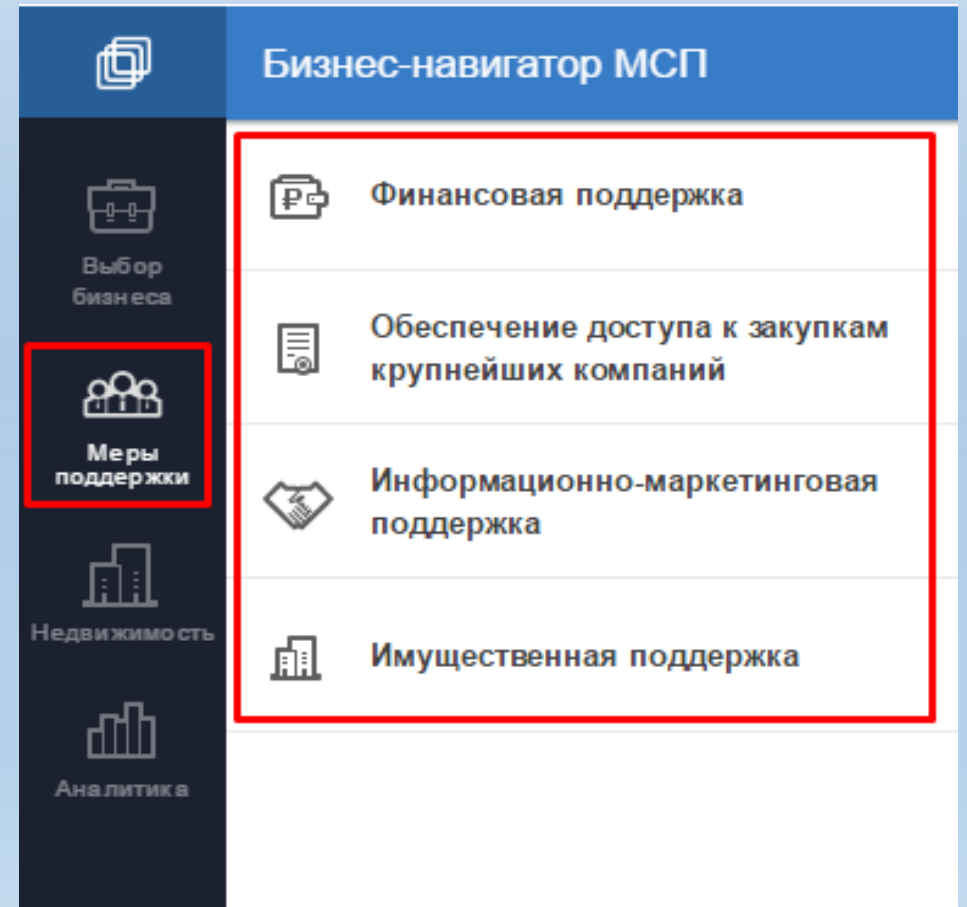 Бизнес-навигатор МСП
Выбор
бизнеса
Меры
поддержки
Недвижимость
Аналитика
Финансовая поддержка
Обеспечение доступа к закупкам
крупнейших компаний
Информационно-маркетинговая
поддержка
Имущественная поддержка